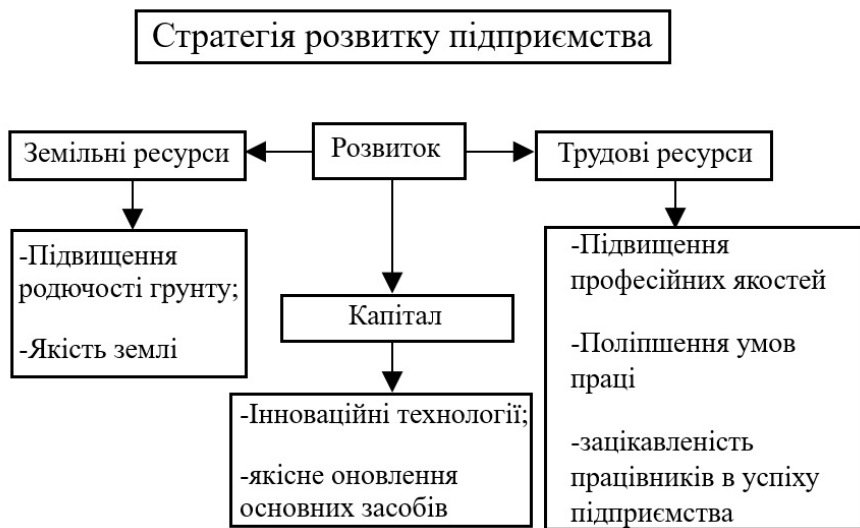 Стратегія розвитку підприємства
Земільні ресурси
Розвиток
Трудові ресурси
-Підвищення
родючості грунту;
-Якість землі
Капітал
-Інноваційні технології;
-якісне оновлення
основних засобів
-Підвищення
професійних якостей
-Поліпшення умов
праці
-зацікавленість
працівників в успіху
підприємства